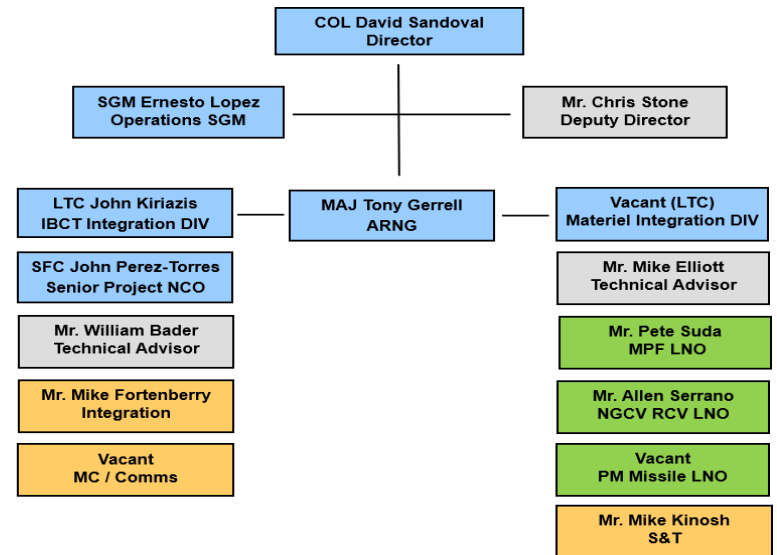 COL David Sandoval
Director
SGM Ernesto Lopez
Operations SGM
Mr. Chris Stone
Deputy Director
LTC John Kiriazis
IBCT Integration DIV
MAJ Tony Gerrell
ARNG
Vacant (LTC)
Materiel Integration DIV
SFC John Perez-Torres
Senior Project NCO
Mr. Mike Elliott
Technical Advisor
Mr. William Bader
Technical Advisor
Mr. Pete Suda
MPF LNO
Mr. Mike Fortenberry
Integration
Mr. Allen Serrano
NGCV RCV LNO
Vacant
MC / Comms
Vacant
PM Missile LNO
Mr. Mike Kinosh
S&T